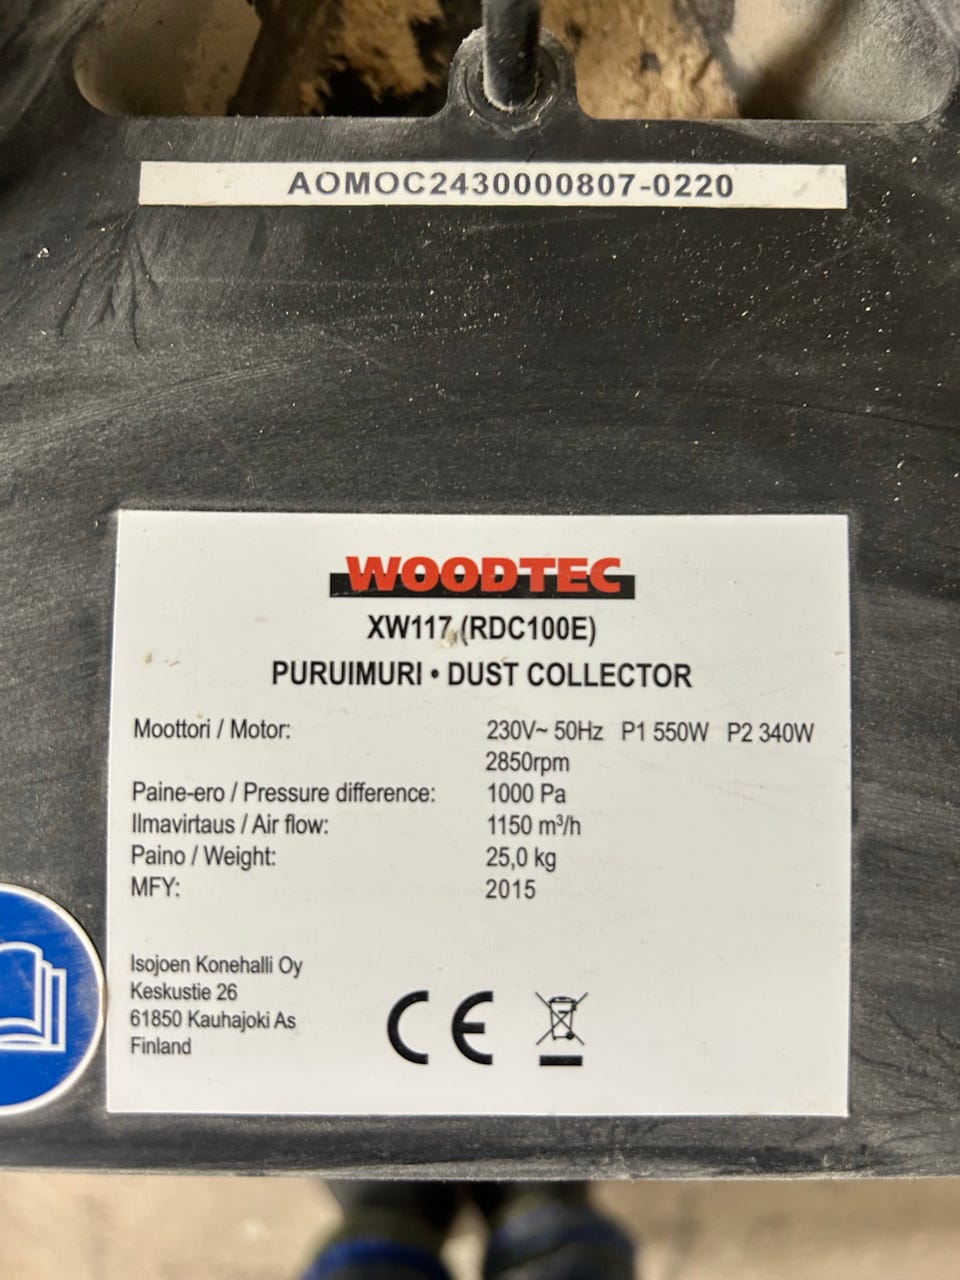 AOMOC2430000807-0220
WOODTEC
XW117 (RDC100E)
PURUIMURI • DUST COLLECTOR
Moottori / Motor: 230V~ 50Hz P1 550W P2 340W
2850rpm
Paine-ero / Pressure difference: 1000 Pa
Ilmavirtaus / Air flow: 1150 m³/h
Paino / Weight: 25,0 kg
MFY: 2015
Isojoen Konehalli Oy
Keskustie 26
61850 Kauhajoki As
Finland
CE